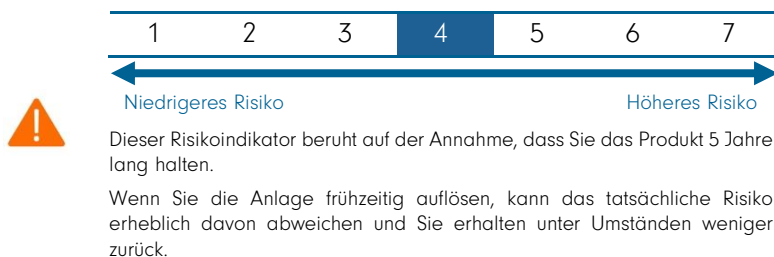 1 2 3 4 5 6 7
Niedrigeres Risiko Höheres Risiko
Dieser Risikoindikator beruht auf der Annahme, dass Sie das Produkt 5 Jahre
lang halten.
Wenn Sie die Anlage frühzeitig auflösen, kann das tatsächliche Risiko
erheblich davon abweichen und Sie erhalten unter Umständen weniger
zurück.